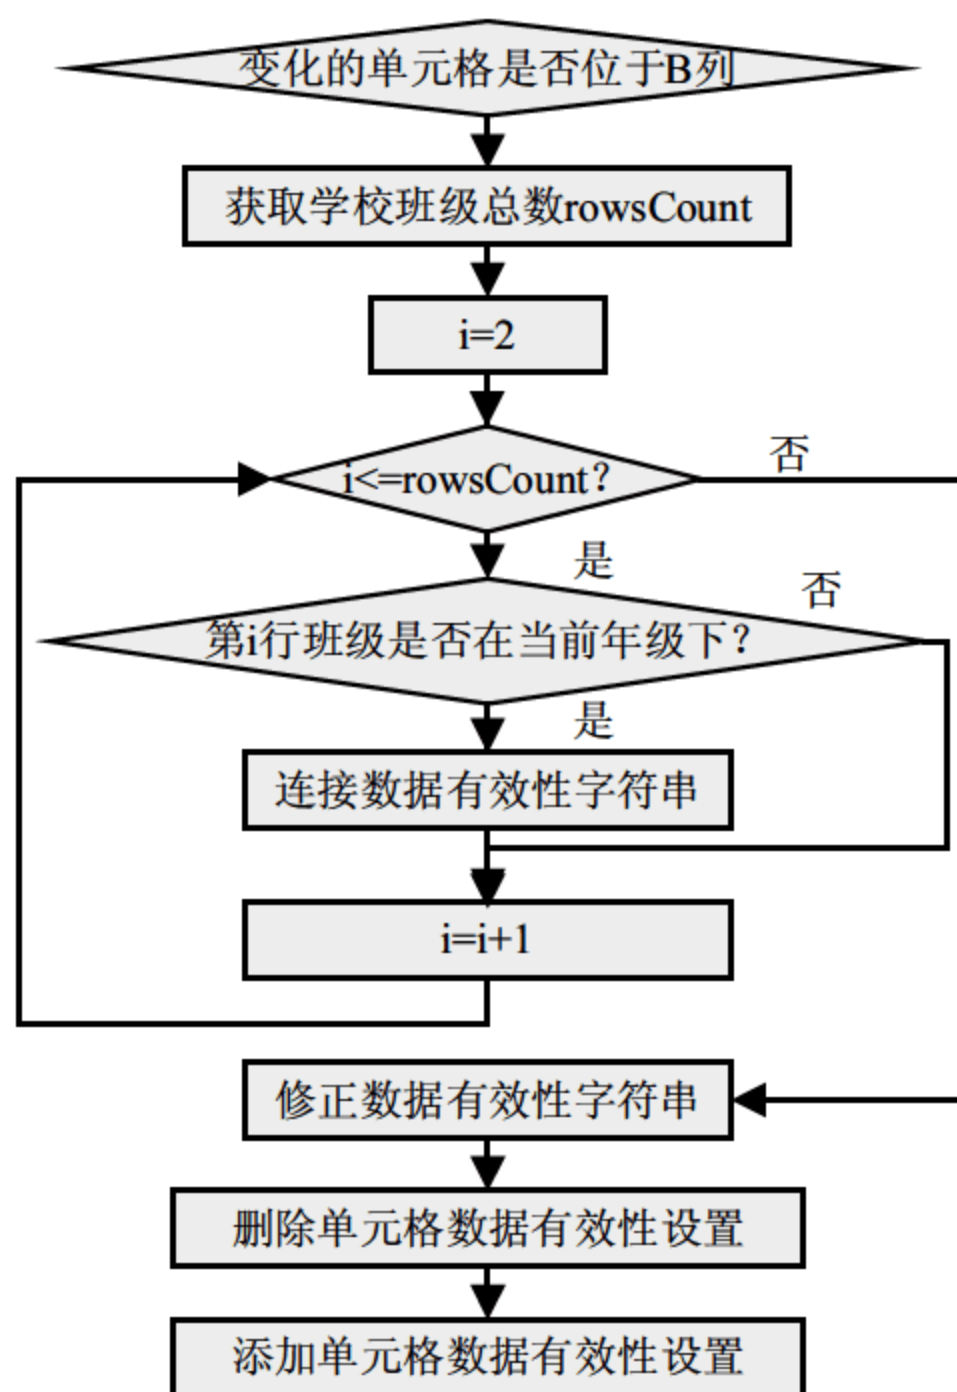 变化的单元格是否位于B列
获取学校班级总数rowsCount
i=2
否
i<=rowsCount？
是
否
第i行班级是否在当前年级下？
是
连接数据有效性字符串
i=i+1
修正数据有效性字符串
删除单元格数据有效性设置
添加单元格数据有效性设置